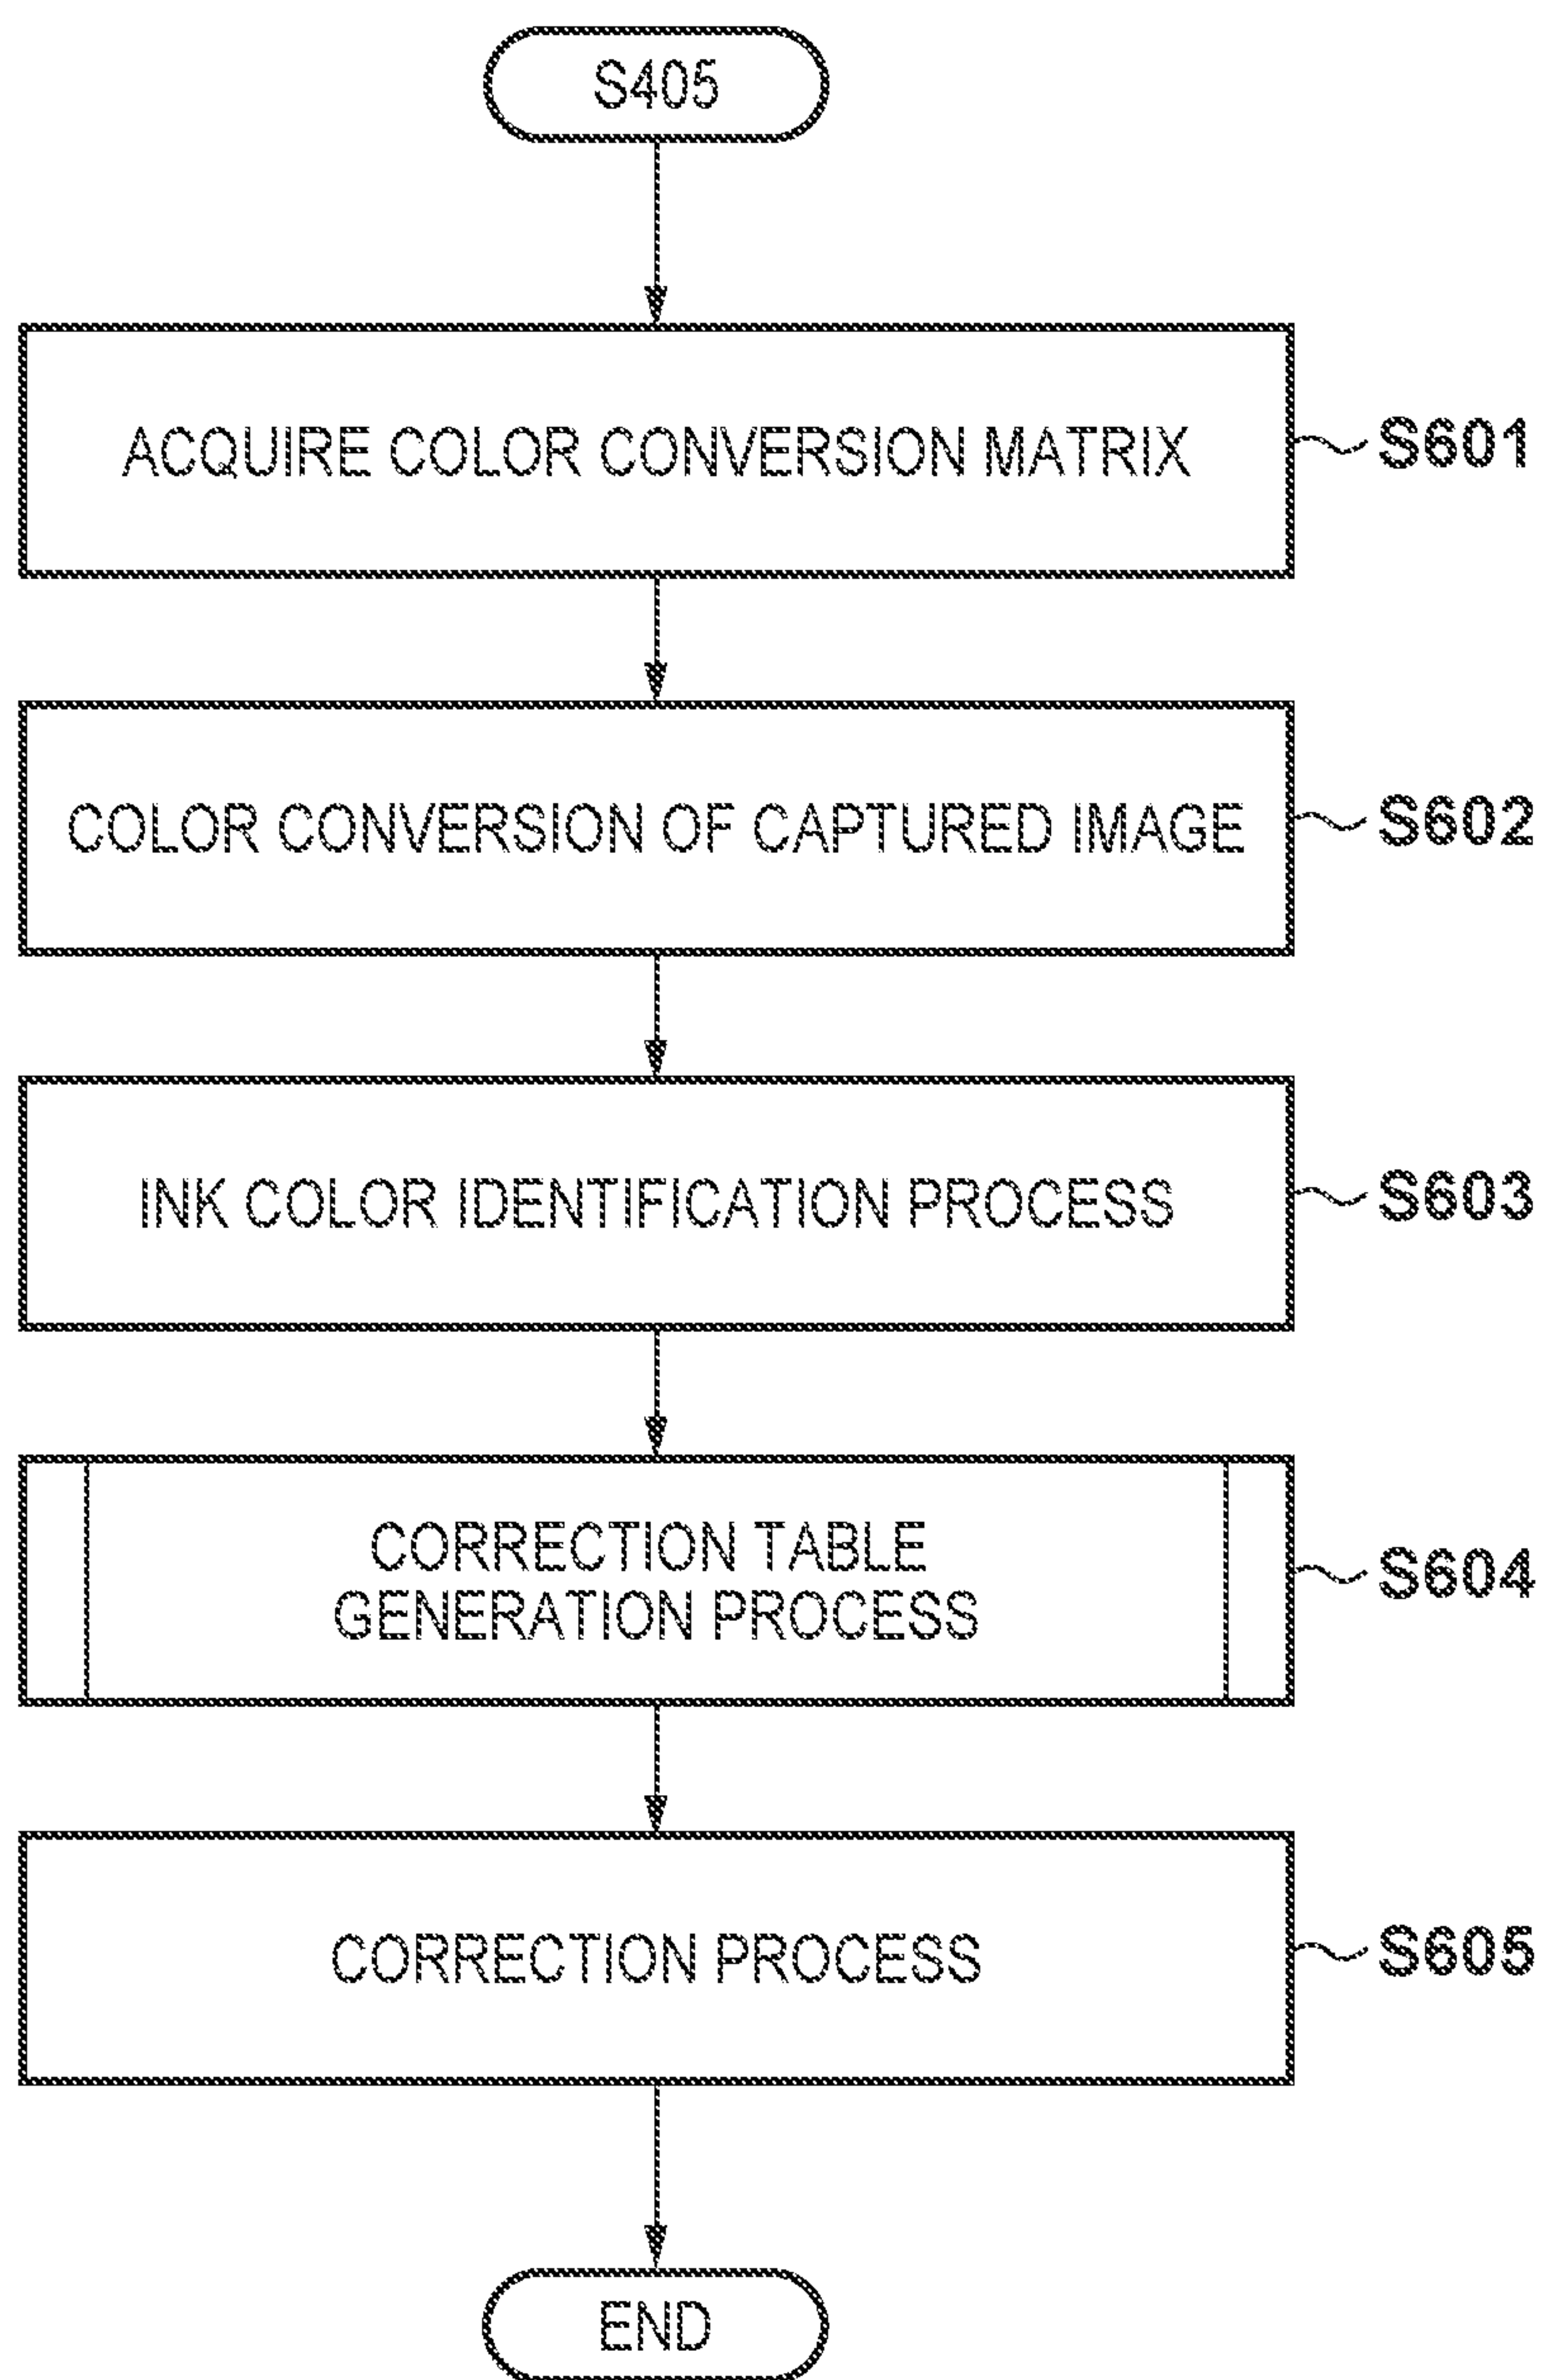 S405
ACQUIRE COLOR CONVERSION MATRIX
S601
COLOR CONVERSION OF CAPTURED IMAGE
S602
INK COLOR IDENTIFICATION PROCESS
S603
CORRECTION TABLE
GENERATION PROCESS
S604
CORRECTION PROCESS
S605
END